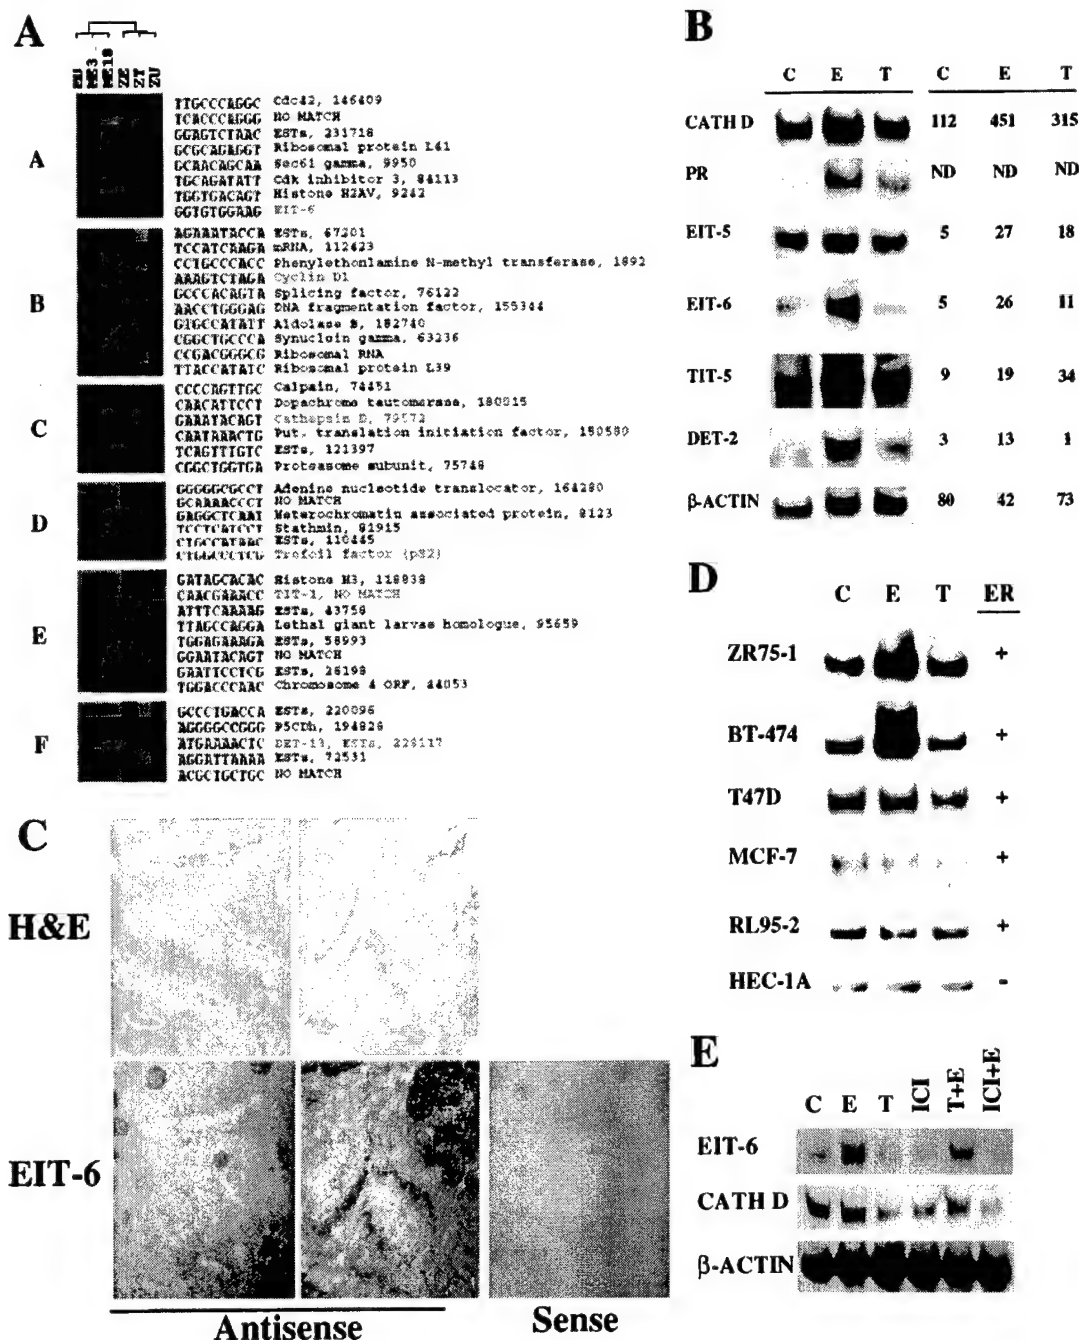 A
ZE
ZT
ZU
A
TTGCCCAGGC Cdc42, 146409
TCACCCAGGG NO MATCH
GGAGTCTAAC ESTs, 231718
GCGCAGAGGT Ribosomal protein L41
GCAACAGCAA Sec61 gamma, 9950
TGCAGATATT Cdk inhibitor 3, 84113
TGGTGACAGT Histone H2AV, 9242
GGTGTGGAAG EIT-6
B
AGAAATACCA ESTs, 67201
TCCATCAAGA mRNA, 112423
CCTGCCCACC Phenylethonlamine N-methyl transferase, 1892
AAAGTCTAGA Cyclin D1
GCCCACAGTA Splicing factor, 76122
AACCTGGGAG DNA fragmentation factor, 155344
GTGCCATATT Aldolase B, 182740
CGGCTGCCCA Synuclein gamma, 63236
CCGACGGGCG Ribosomal RNA
TTACCATATC Ribosomal protein L39
C
CCCCAGTTGC Calpain, 74451
CAACATTCCT Dopachrome tautomerase, 180015
GAAATACAGT Cathepsin D, 79572
CAATAAACTG Put. translation initiation factor, 150580
TCAGTTTGTC ESTs, 121397
CGGCTGGTGA Proteasome subunit, 75748
D
GGGGGCGCCT Adenine nucleotide translocator, 164280
GCAAAACCCT NO MATCH
GAGGCTCAAT Heterochromatin associated protein, 8123
TCCTCATCCT Stathmin, 81915
CTGCCATAAC ESTs, 110445
CTGGCCCTCG Trefoil factor (pS2)
E
GATAGCACAC Histone H3, 118838
CAACGAAACC TIT-1, NO MATCH
ATTTCAAAAG ESTs, 43756
TTAGCCAGGA Lethal giant larvae homologue, 95659
TGGAGAAAGA ESTs, 58993
GGAATACAGT NO MATCH
GAATTCCTCG ESTs, 26198
TGGACCCAAC Chromosome 4 ORF, 44053
F
GCCCTGACCA ESTs, 220096
AGGGGCCGGG P5CDh, 194826
ATGAAAACTC DET-13, ESTs, 226117
AGGATTAAAA ESTs, 72531
ACGCTGCTGC NO MATCH
B
C E T C E T
CATH D 112 451 315
PR ND ND ND
EIT-5 5 27 18
EIT-6 5 26 11
TIT-5 9 19 34
DET-2 3 13 1
β-ACTIN 80 42 73
C
H&E
EIT-6
Antisense
Sense
D
C E T ER
ZR75-1 +
BT-474 +
T47D +
MCF-7 +
RL95-2 +
HEC-1A -
E
C E T ICI T+E ICI+E
EIT-6
CATH D
β-ACTIN